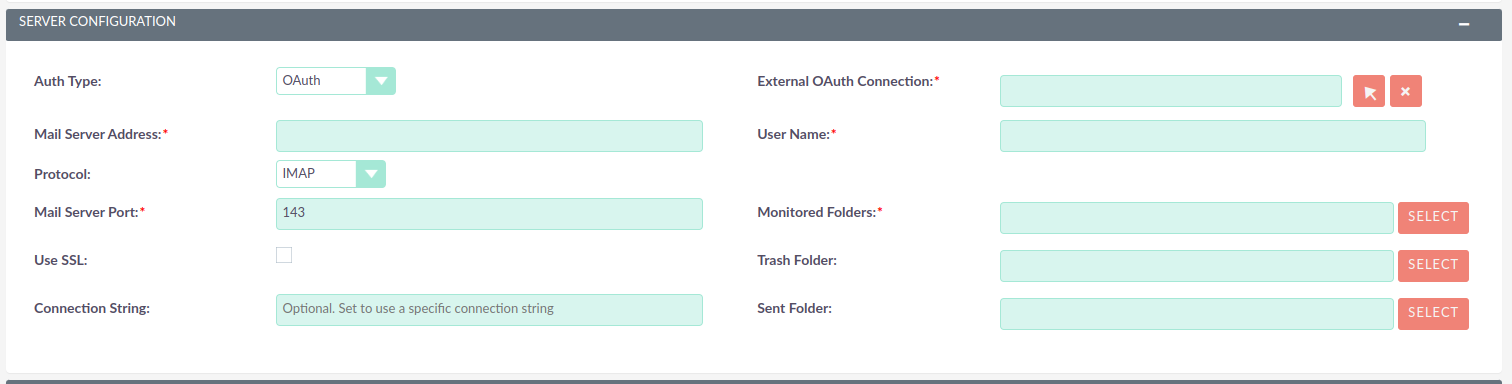 SERVER CONFIGURATION
Auth Type: OAuth External OAuth Connection:*
Mail Server Address:* User Name:*
Protocol: IMAP
Mail Server Port:* 143 Monitored Folders:* SELECT
Use SSL: Trash Folder: SELECT
Connection String: Optional. Set to use a specific connection string Sent Folder: SELECT